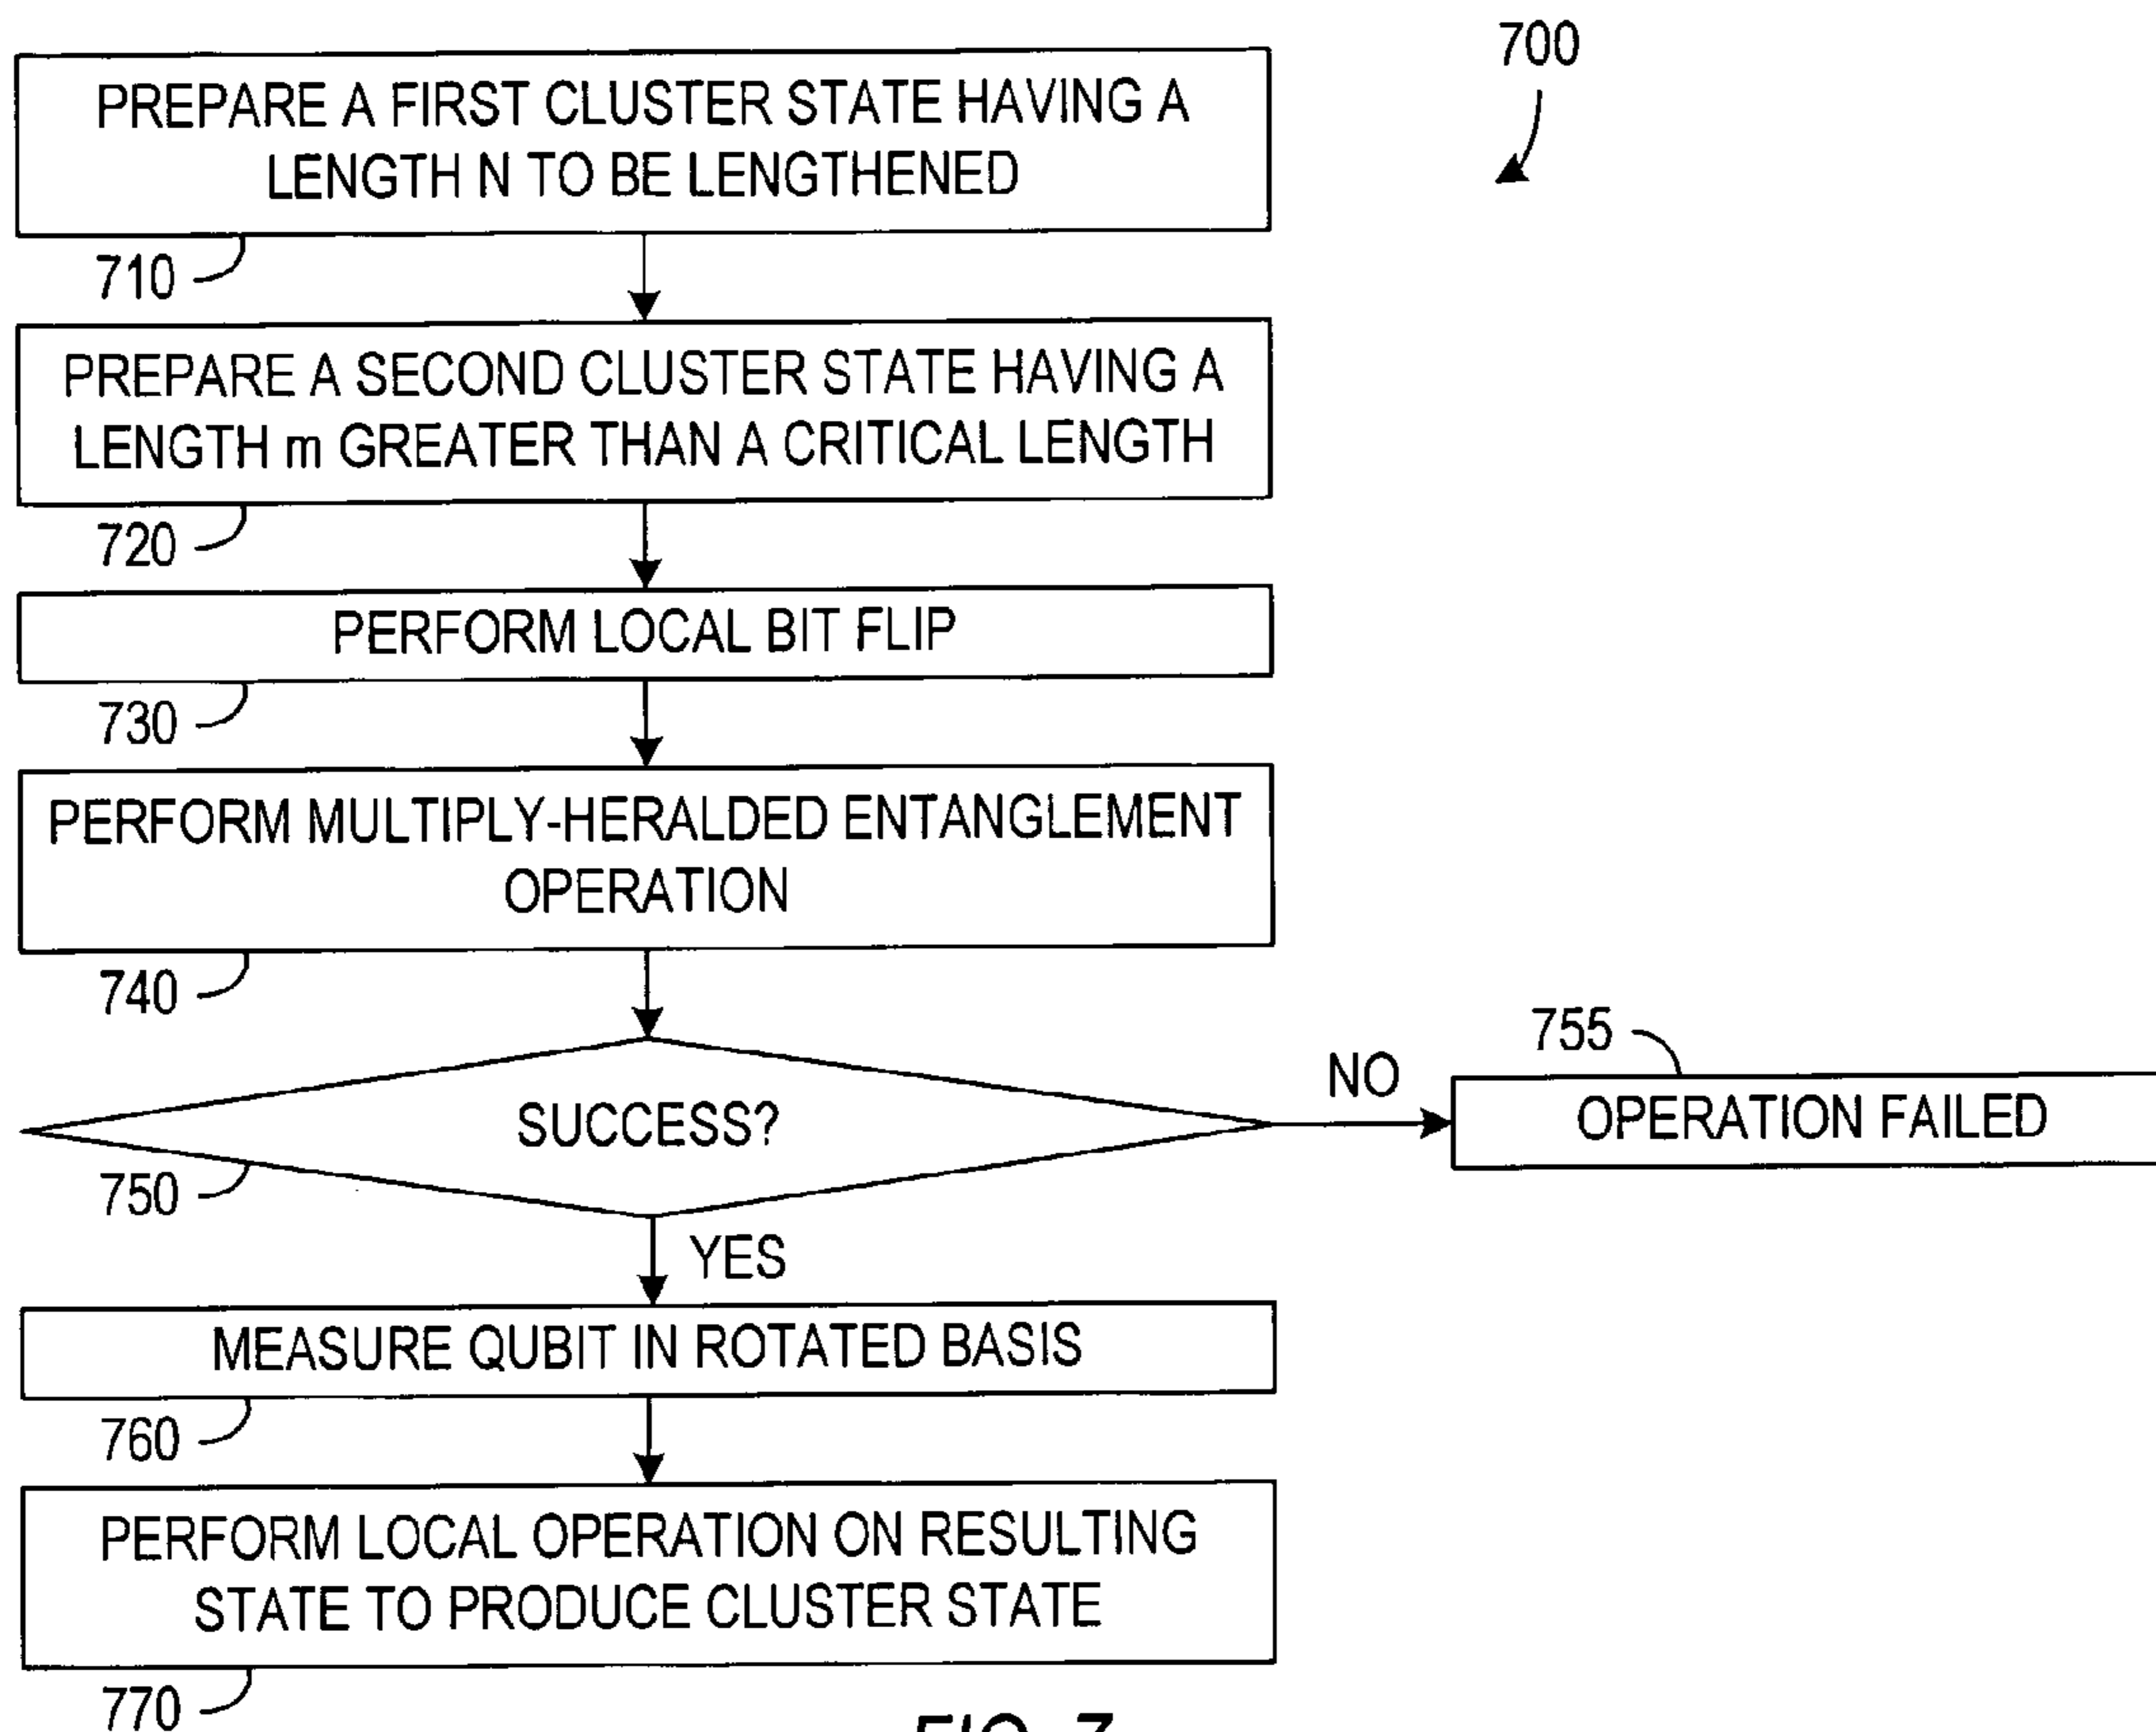 700
PREPARE A FIRST CLUSTER STATE HAVING A
LENGTH N TO BE LENGTHENED
710
PREPARE A SECOND CLUSTER STATE HAVING A
LENGTH m GREATER THAN A CRITICAL LENGTH
720
PERFORM LOCAL BIT FLIP
730
PERFORM MULTIPLY-HERALDED ENTANGLEMENT
OPERATION
740
SUCCESS?
750
NO
755
OPERATION FAILED
YES
MEASURE QUBIT IN ROTATED BASIS
760
PERFORM LOCAL OPERATION ON RESULTING
STATE TO PRODUCE CLUSTER STATE
770
FIG. 7